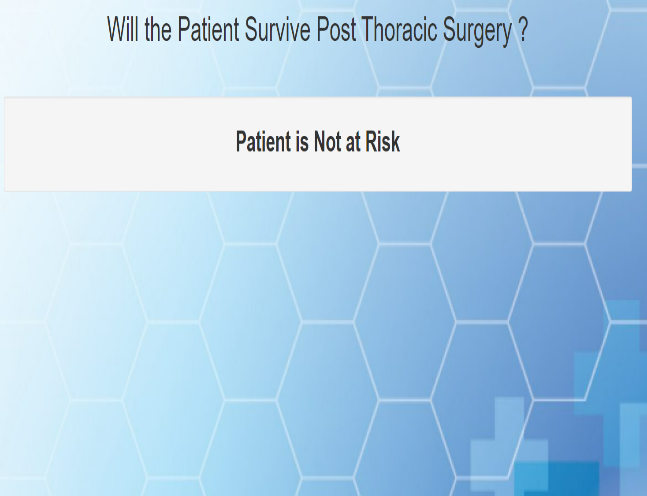 Will the Patient Survive Post Thoracic Surgery ?
Patient is Not at Risk